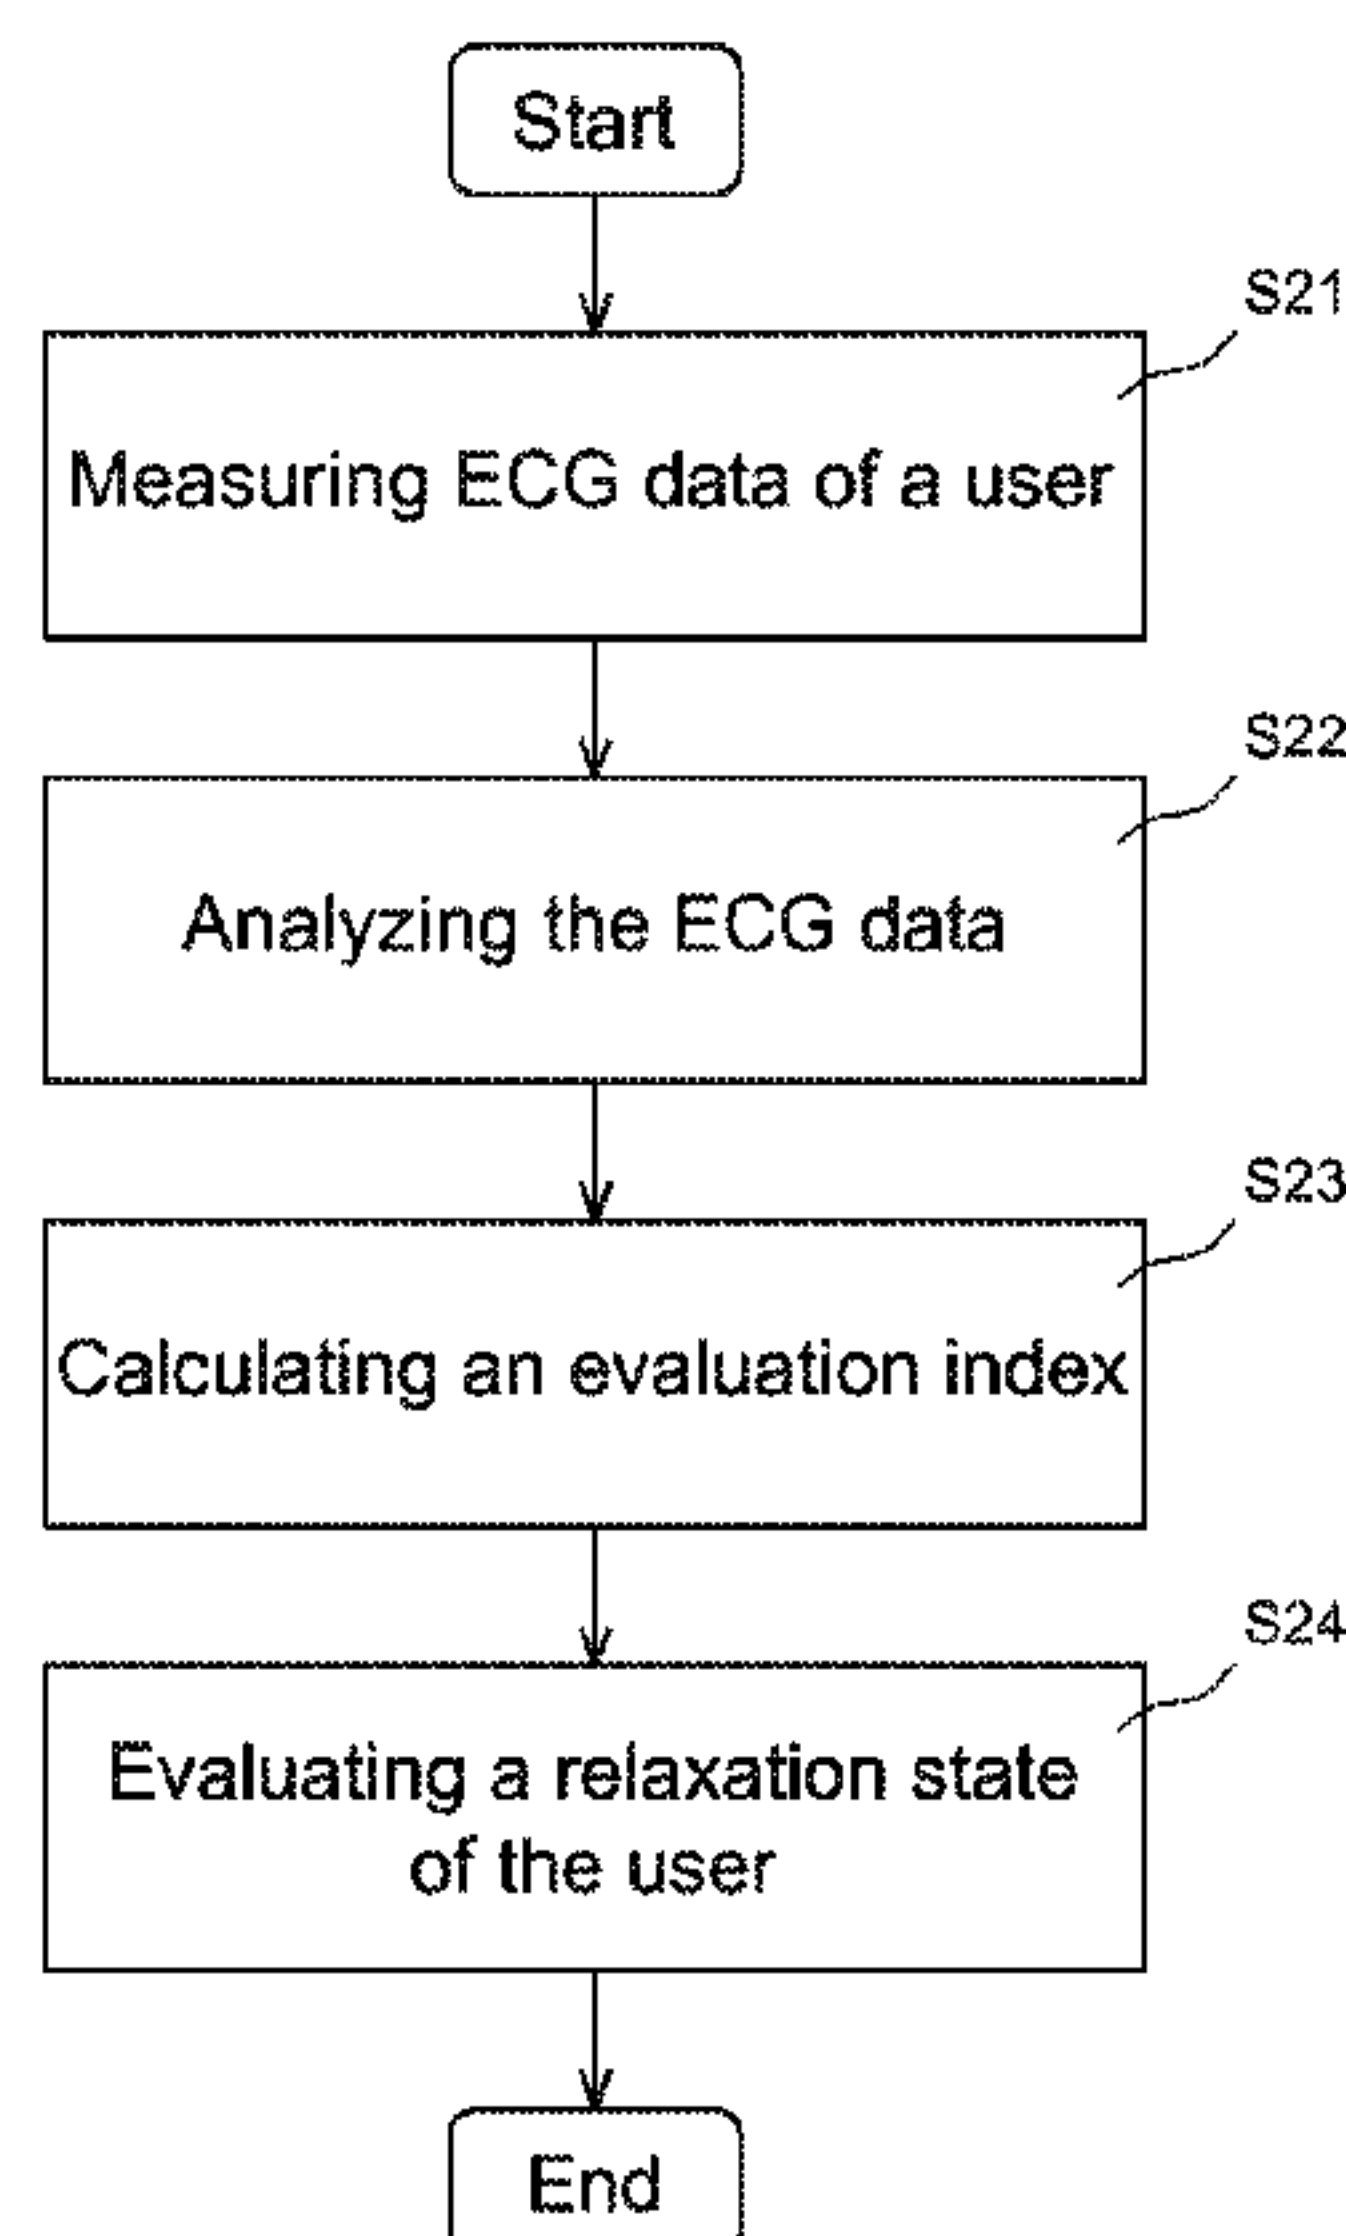 Start
S21
Measuring ECG data of a user
S22
Analyzing the ECG data
S23
Calculating an evaluation index
S24
Evaluating a relaxation state
of the user
End